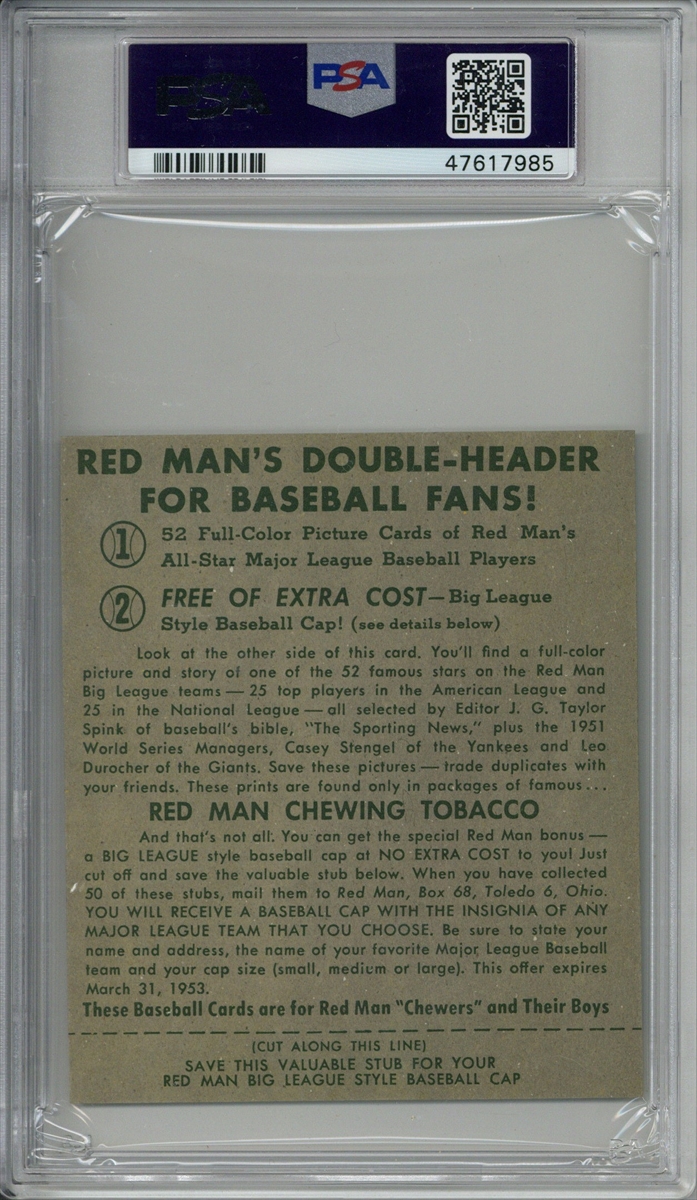 PSA
PSA
47617985
RED MAN'S DOUBLE-HEADER
FOR BASEBALL FANS!
1 52 Full-Color Picture Cards of Red Man's
All-Star Major League Baseball Players
2 FREE OF EXTRA COST—Big League
Style Baseball Cap! (see details below)
Look at the other side of this card. You'll find a full-color
picture and story of one of the 52 famous stars on the Red Man
Big League teams — 25 top players in the American League and
25 in the National League — all selected by Editor J. G. Taylor
Spink of baseball's bible, "The Sporting News," plus the 1951
World Series Managers, Casey Stengel of the Yankees and Leo
Durocher of the Giants. Save these pictures — trade duplicates with
your friends. These prints are found only in packages of famous...
RED MAN CHEWING TOBACCO
And that's not all. You can get the special Red Man bonus —
a BIG LEAGUE style baseball cap at NO EXTRA COST to you! Just
cut off and save the valuable stub below. When you have collected
50 of these stubs, mail them to Red Man, Box 68, Toledo 6, Ohio.
YOU WILL RECEIVE A BASEBALL CAP WITH THE INSIGNIA OF ANY
MAJOR LEAGUE TEAM THAT YOU CHOOSE. Be sure to state your
name and address, the name of your favorite Major League Baseball
team and your cap size (small, medium or large). This offer expires
March 31, 1953.
These Baseball Cards are for Red Man "Chewers" and Their Boys
(CUT ALONG THIS LINE)
SAVE THIS VALUABLE STUB FOR YOUR
RED MAN BIG LEAGUE STYLE BASEBALL CAP
PSA